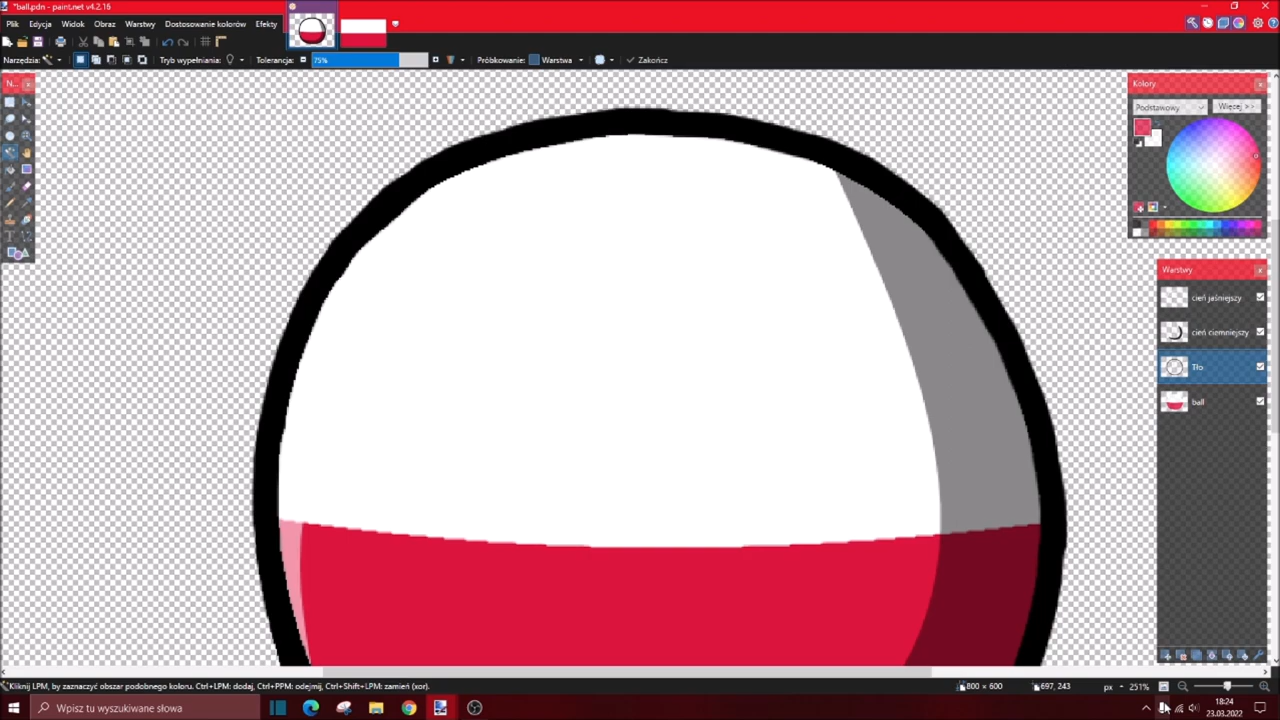 *ball.pdn - paint.net v4.2.16
Plik Edycja Widok Warstwy Obraz Dostosowanie kolorów Efekty
Narzędzia: Tryb wypełniania: Tolerancja: 75% Próbkowanie: Warstwa Zakończ
N...
Kolory
Podstawowy Więcej >>
Warstwy
cień jaśniejszy
cień ciemniejszy
Tło
ball
Kliknij LPM, by zaznaczyć obszar podobnego koloru. Ctrl+LPM: dodaj, Ctrl+PPM: odejmij, Ctrl+Shift+LPM: zamień (xor). 800 × 600 697, 243 px 251%
Wpisz tu wyszukiwane słowa
18:24
23.03.2022